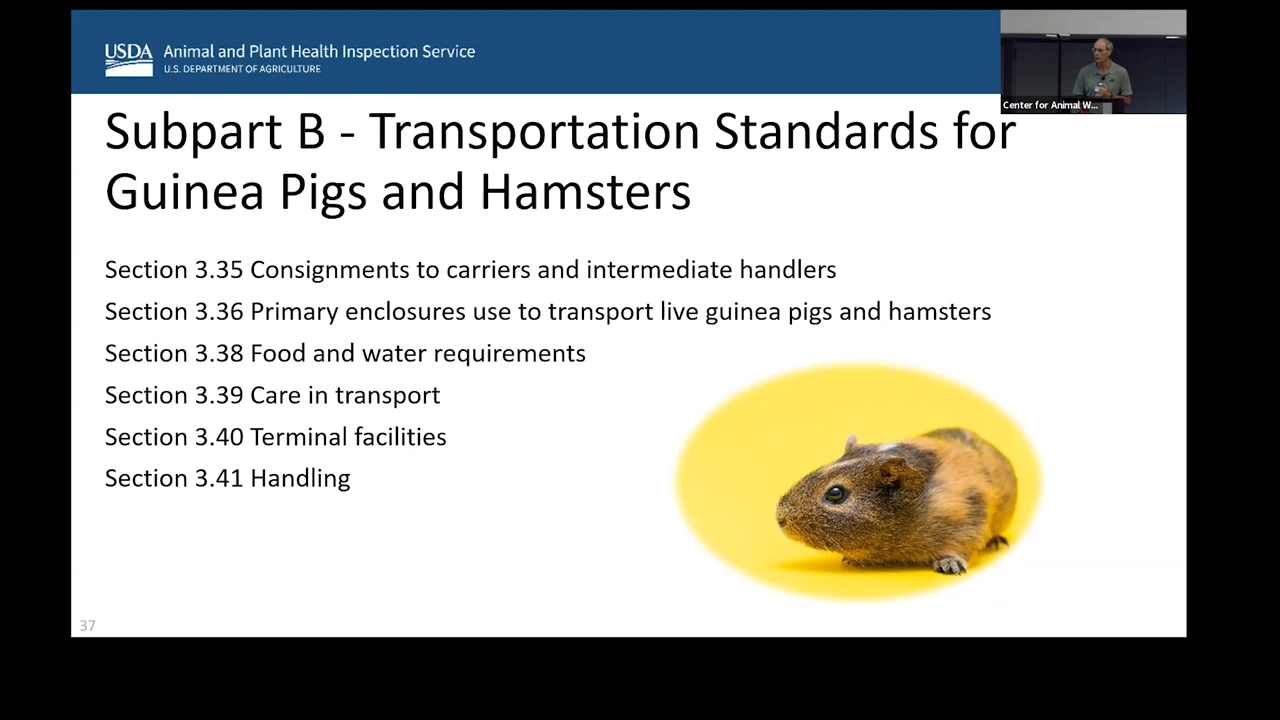 USDA Animal and Plant Health Inspection Service
U.S. DEPARTMENT OF AGRICULTURE
Center for Animal W...
Subpart B - Transportation Standards for
Guinea Pigs and Hamsters
Section 3.35 Consignments to carriers and intermediate handlers
Section 3.36 Primary enclosures use to transport live guinea pigs and hamsters
Section 3.38 Food and water requirements
Section 3.39 Care in transport
Section 3.40 Terminal facilities
Section 3.41 Handling
37